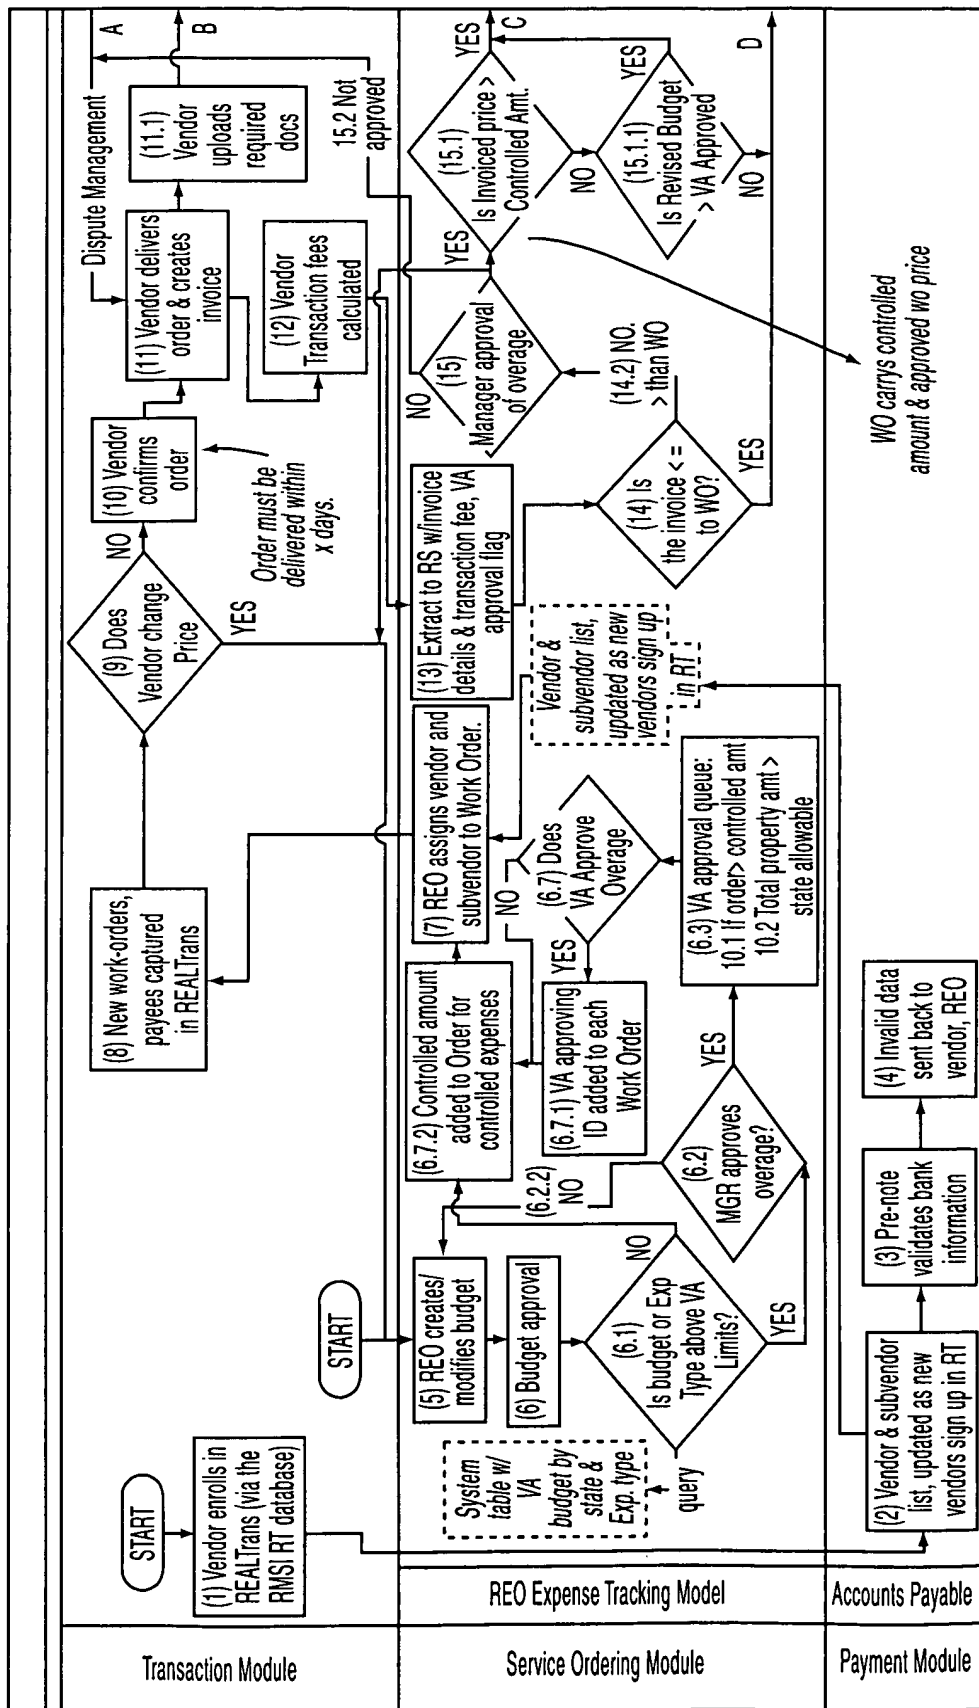 Transaction Module
START
(1) Vendor enrolls in
REALTrans (via the
RMSI RT database)
(8) New work-orders,
payees captured
in REALTrans
(9) Does
Vendor change
Price
NO
YES
(10) Vendor
confirms
order
Order must be
delivered within
x days.
Dispute Management
(11) Vendor delivers
order & creates
invoice
(11.1)
Vendor
uploads
required
docs
(12) Vendor
Transaction fees
calculated
A
B
15.2 Not
approved
Service Ordering Module
REO Expense Tracking Model
START
(5) REO creates/
modifies budget
(6) Budget approval
System
table w/
VA
budget by
state &
Exp. type
query
(6.1)
Is budget or Exp
Type above VA
Limits?
NO
YES
(6.2.2)
NO
(6.2)
MGR approves
overage?
YES
(6.3) VA approval queue:
10.1 If order> controlled amt
10.2 Total property amt >
state allowable
(6.7) Does
VA Approve
Overage
NO
YES
(6.7.1) VA approving
ID added to each
Work Order
(6.7.2) Controlled amount
added to Order for
controlled expenses
(7) REO assigns vendor and
subvendor to Work Order.
Vendor &
subvendor list,
updated as new
vendors sign up
in RT
(13) Extract to RS w/invoice
details & transaction fee, VA
approval flag
(14) Is
the invoice <=
to WO?
YES
(14.2) NO.
> than WO
(15)
Manager approval
of overage
NO
YES
(15.1)
Is Invoiced price >
Controlled Amt.
YES
NO
(15.1.1)
Is Revised Budget
> VA Approved
YES
NO
C
D
WO carrys controlled
amount & approved wo price
Payment Module
Accounts Payable
(2) Vendor & subvendor
list, updated as new
vendors sign up in RT
(3) Pre-note
validates bank
information
(4) Invalid data
sent back to
vendor, REO